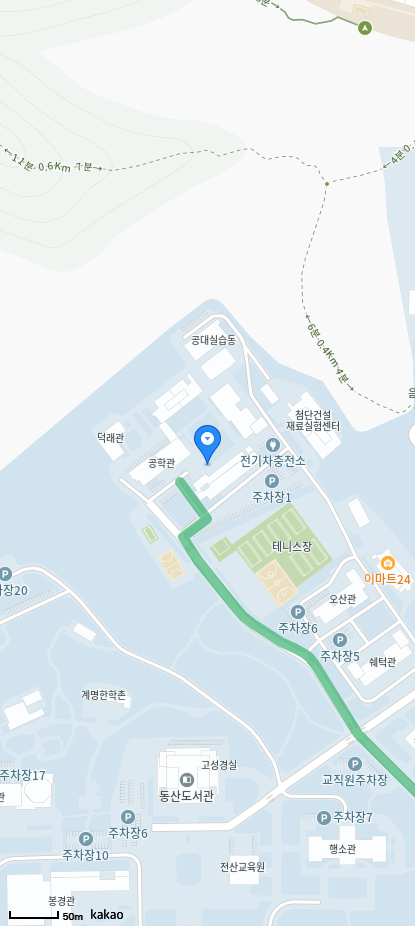 ←11분 0.6Km 7분→
←4분 0.
←6분 0.4Km 4분→
공대실습동
첨단건설
재료실험센터
덕래관
공학관
전기차충전소
P
주차장1
테니스장
P
차장20
이마트24
오산관
P
주차장6
P
주차장5
쉐턱관
계명한학촌
고성경실
동산도서관
P
교직원주차장
주차장17
관
P
주차장6
P
주차장7
P
주차장10
행소관
전산교육원
봉경관
50m kakao